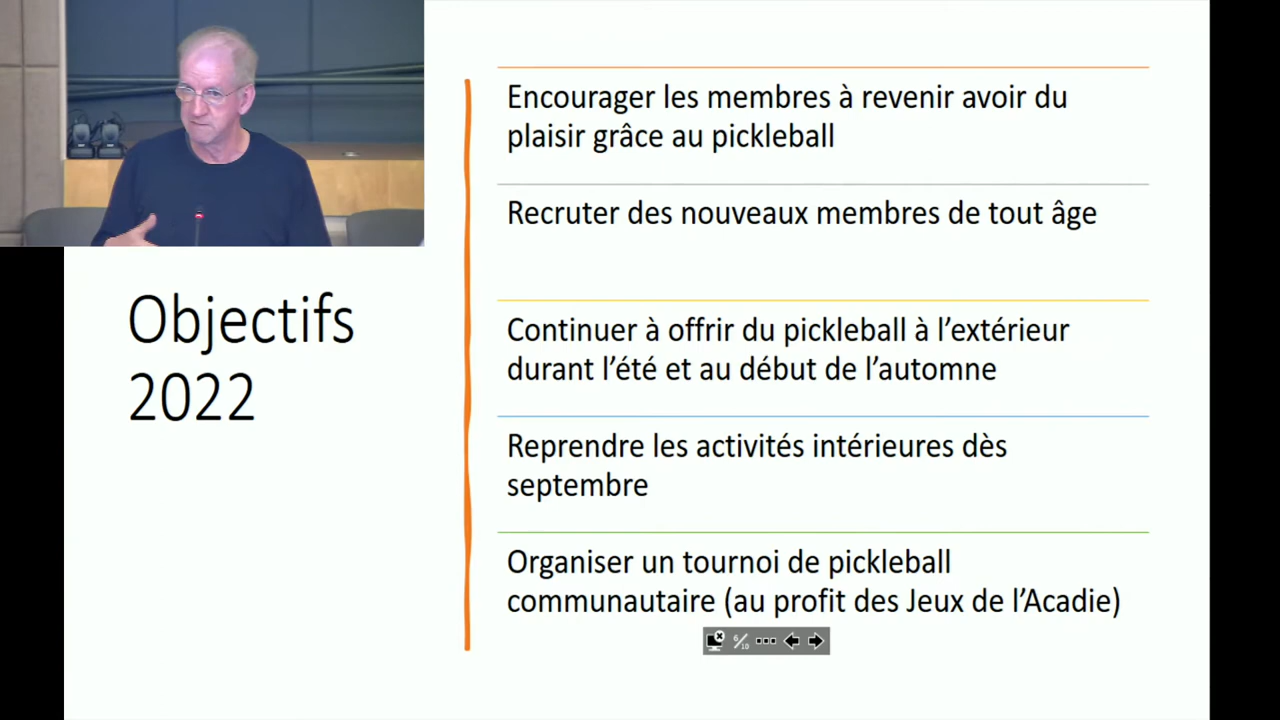 Objectifs
2022
Encourager les membres à revenir avoir du
plaisir grâce au pickleball
Recruter des nouveaux membres de tout âge
Continuer à offrir du pickleball à l’extérieur
durant l’été et au début de l’automne
Reprendre les activités intérieures dès
septembre
Organiser un tournoi de pickleball
communautaire (au profit des Jeux de l’Acadie)
6/10